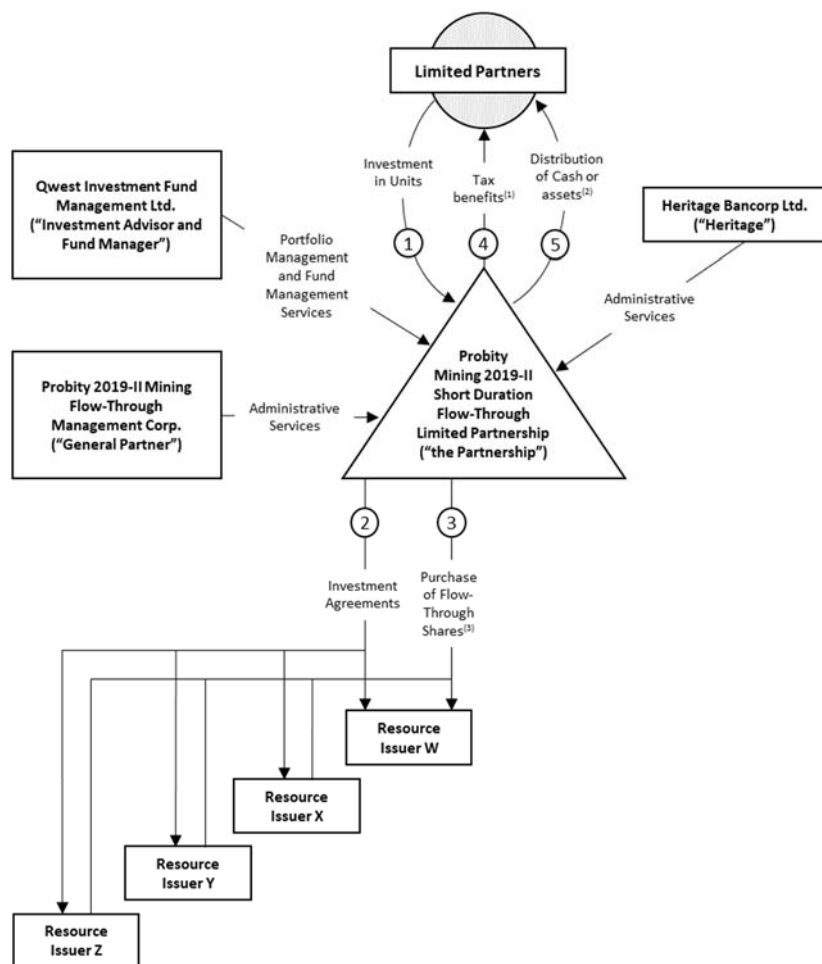 Limited Partners
Investment
in Units
Tax
benefits(1)
Distribution
of Cash or
assets(2)
Qwest Investment Fund
Management Ltd.
(“Investment Advisor and
Fund Manager”)
Heritage Bancorp Ltd.
(“Heritage”)
1
4
5
Portfolio
Management
and Fund
Management
Services
Administrative
Services
Probity 2019-II Mining
Flow-Through
Management Corp.
(“General Partner”)
Administrative
Services
Probity
Mining 2019-II
Short Duration
Flow-Through
Limited Partnership
(“the Partnership”)
2
3
Investment
Agreements
Purchase
of Flow-
Through
Shares(3)
Resource
Issuer W
Resource
Issuer X
Resource
Issuer Y
Resource
Issuer Z